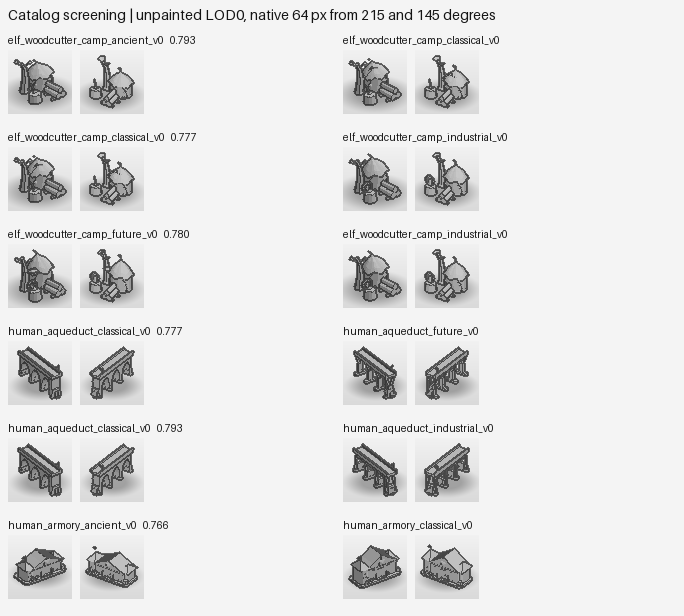 Catalog screening | unpainted LOD0, native 64 px from 215 and 145 degrees
elf_woodcutter_camp_ancient_v0 0.793 elf_woodcutter_camp_classical_v0
elf_woodcutter_camp_classical_v0 0.777 elf_woodcutter_camp_industrial_v0
elf_woodcutter_camp_future_v0 0.780 elf_woodcutter_camp_industrial_v0
human_aqueduct_classical_v0 0.777 human_aqueduct_future_v0
human_aqueduct_classical_v0 0.793 human_aqueduct_industrial_v0
human_armory_ancient_v0 0.766 human_armory_classical_v0